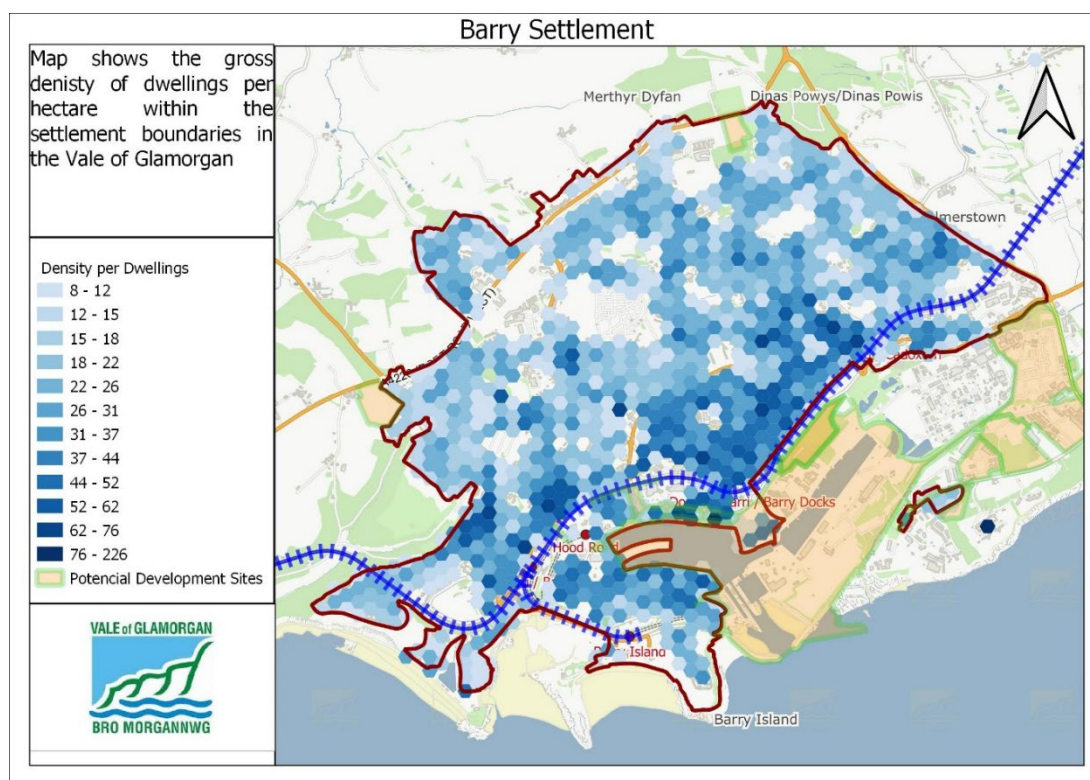 Barry Settlement
Map shows the gross
denisty of dwellings per
hectare within the
settlement boundaries in
the Vale of Glamorgan
Density per Dwellings
8 - 12
12 - 15
15 - 18
18 - 22
22 - 26
26 - 31
31 - 37
37 - 44
44 - 52
52 - 62
62 - 76
76 - 226
Potencial Development Sites
VALE of GLAMORGAN
BRO MORGANNWG
Merthyr Dyfan
Dinas Powys/Dinas Powis
lmerstown
/ Barry Docks
Hood Road
Island
Barry Island